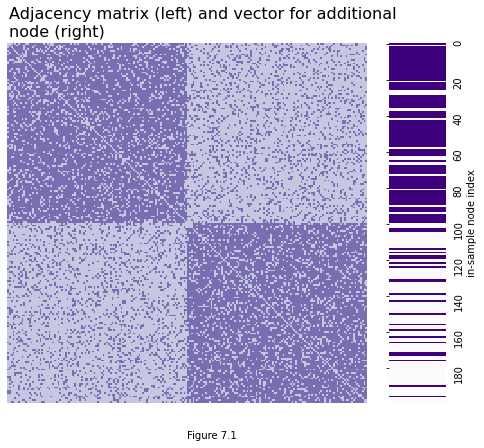 Adjacency matrix (left) and vector for additional
node (right)
0
20
40
60
80
100
120
140
160
180
in-sample node index
Figure 7.1